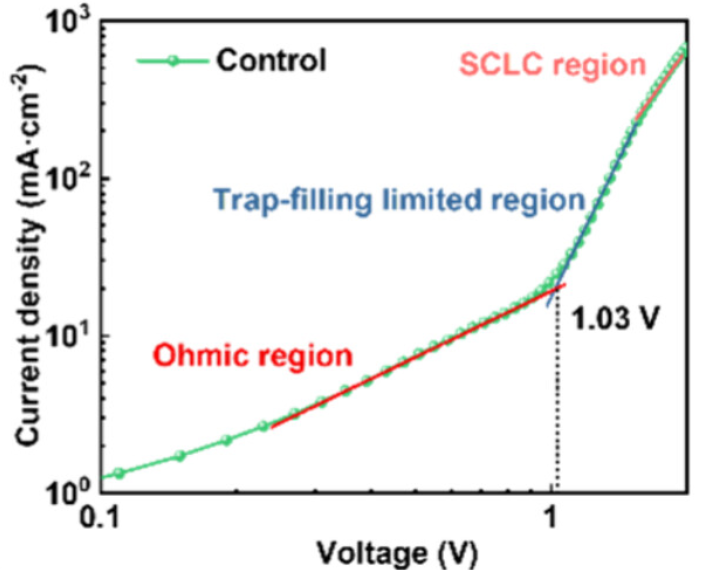 10³
Control
SCLC region
10²
Trap-filling limited region
10¹
1.03 V
Ohmic region
10⁰
0.1
1
Voltage (V)
Current density (mA·cm⁻²)